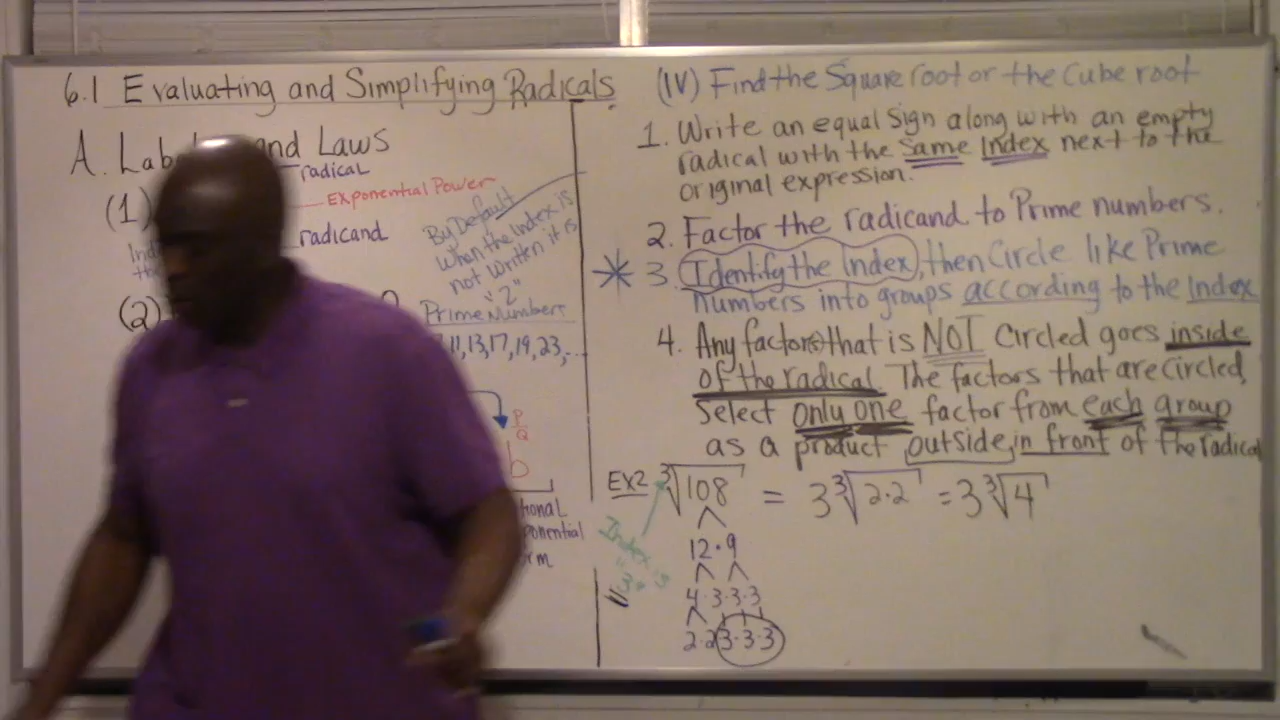 6.1 Evaluating and Simplifying Radicals
A. and Laws
radical
(1)
Exponential Power
radicand
By Default
when the Index is
not written it is
"2"
(2)
Prime Numbers
11, 13, 17, 19, 23, ...
P/Q
b
(IV) Find the Square root or the Cube root
1. Write an equal sign along with an empty
radical with the same Index next to the
original expression.
2. Factor the radicand to Prime numbers.
3. Identify the Index, then Circle like Prime
numbers into groups according to the Index
4. Any factor(s) that is NOT Circled goes inside
of the radical. The factors that are circled,
select only one factor from each group
as a product outside, in front of the radical
EX2 ∛108 = 3∛2·2 = 3∛4
12·9
4·3·3·3
2·2·3·3·3
Index is
"3"